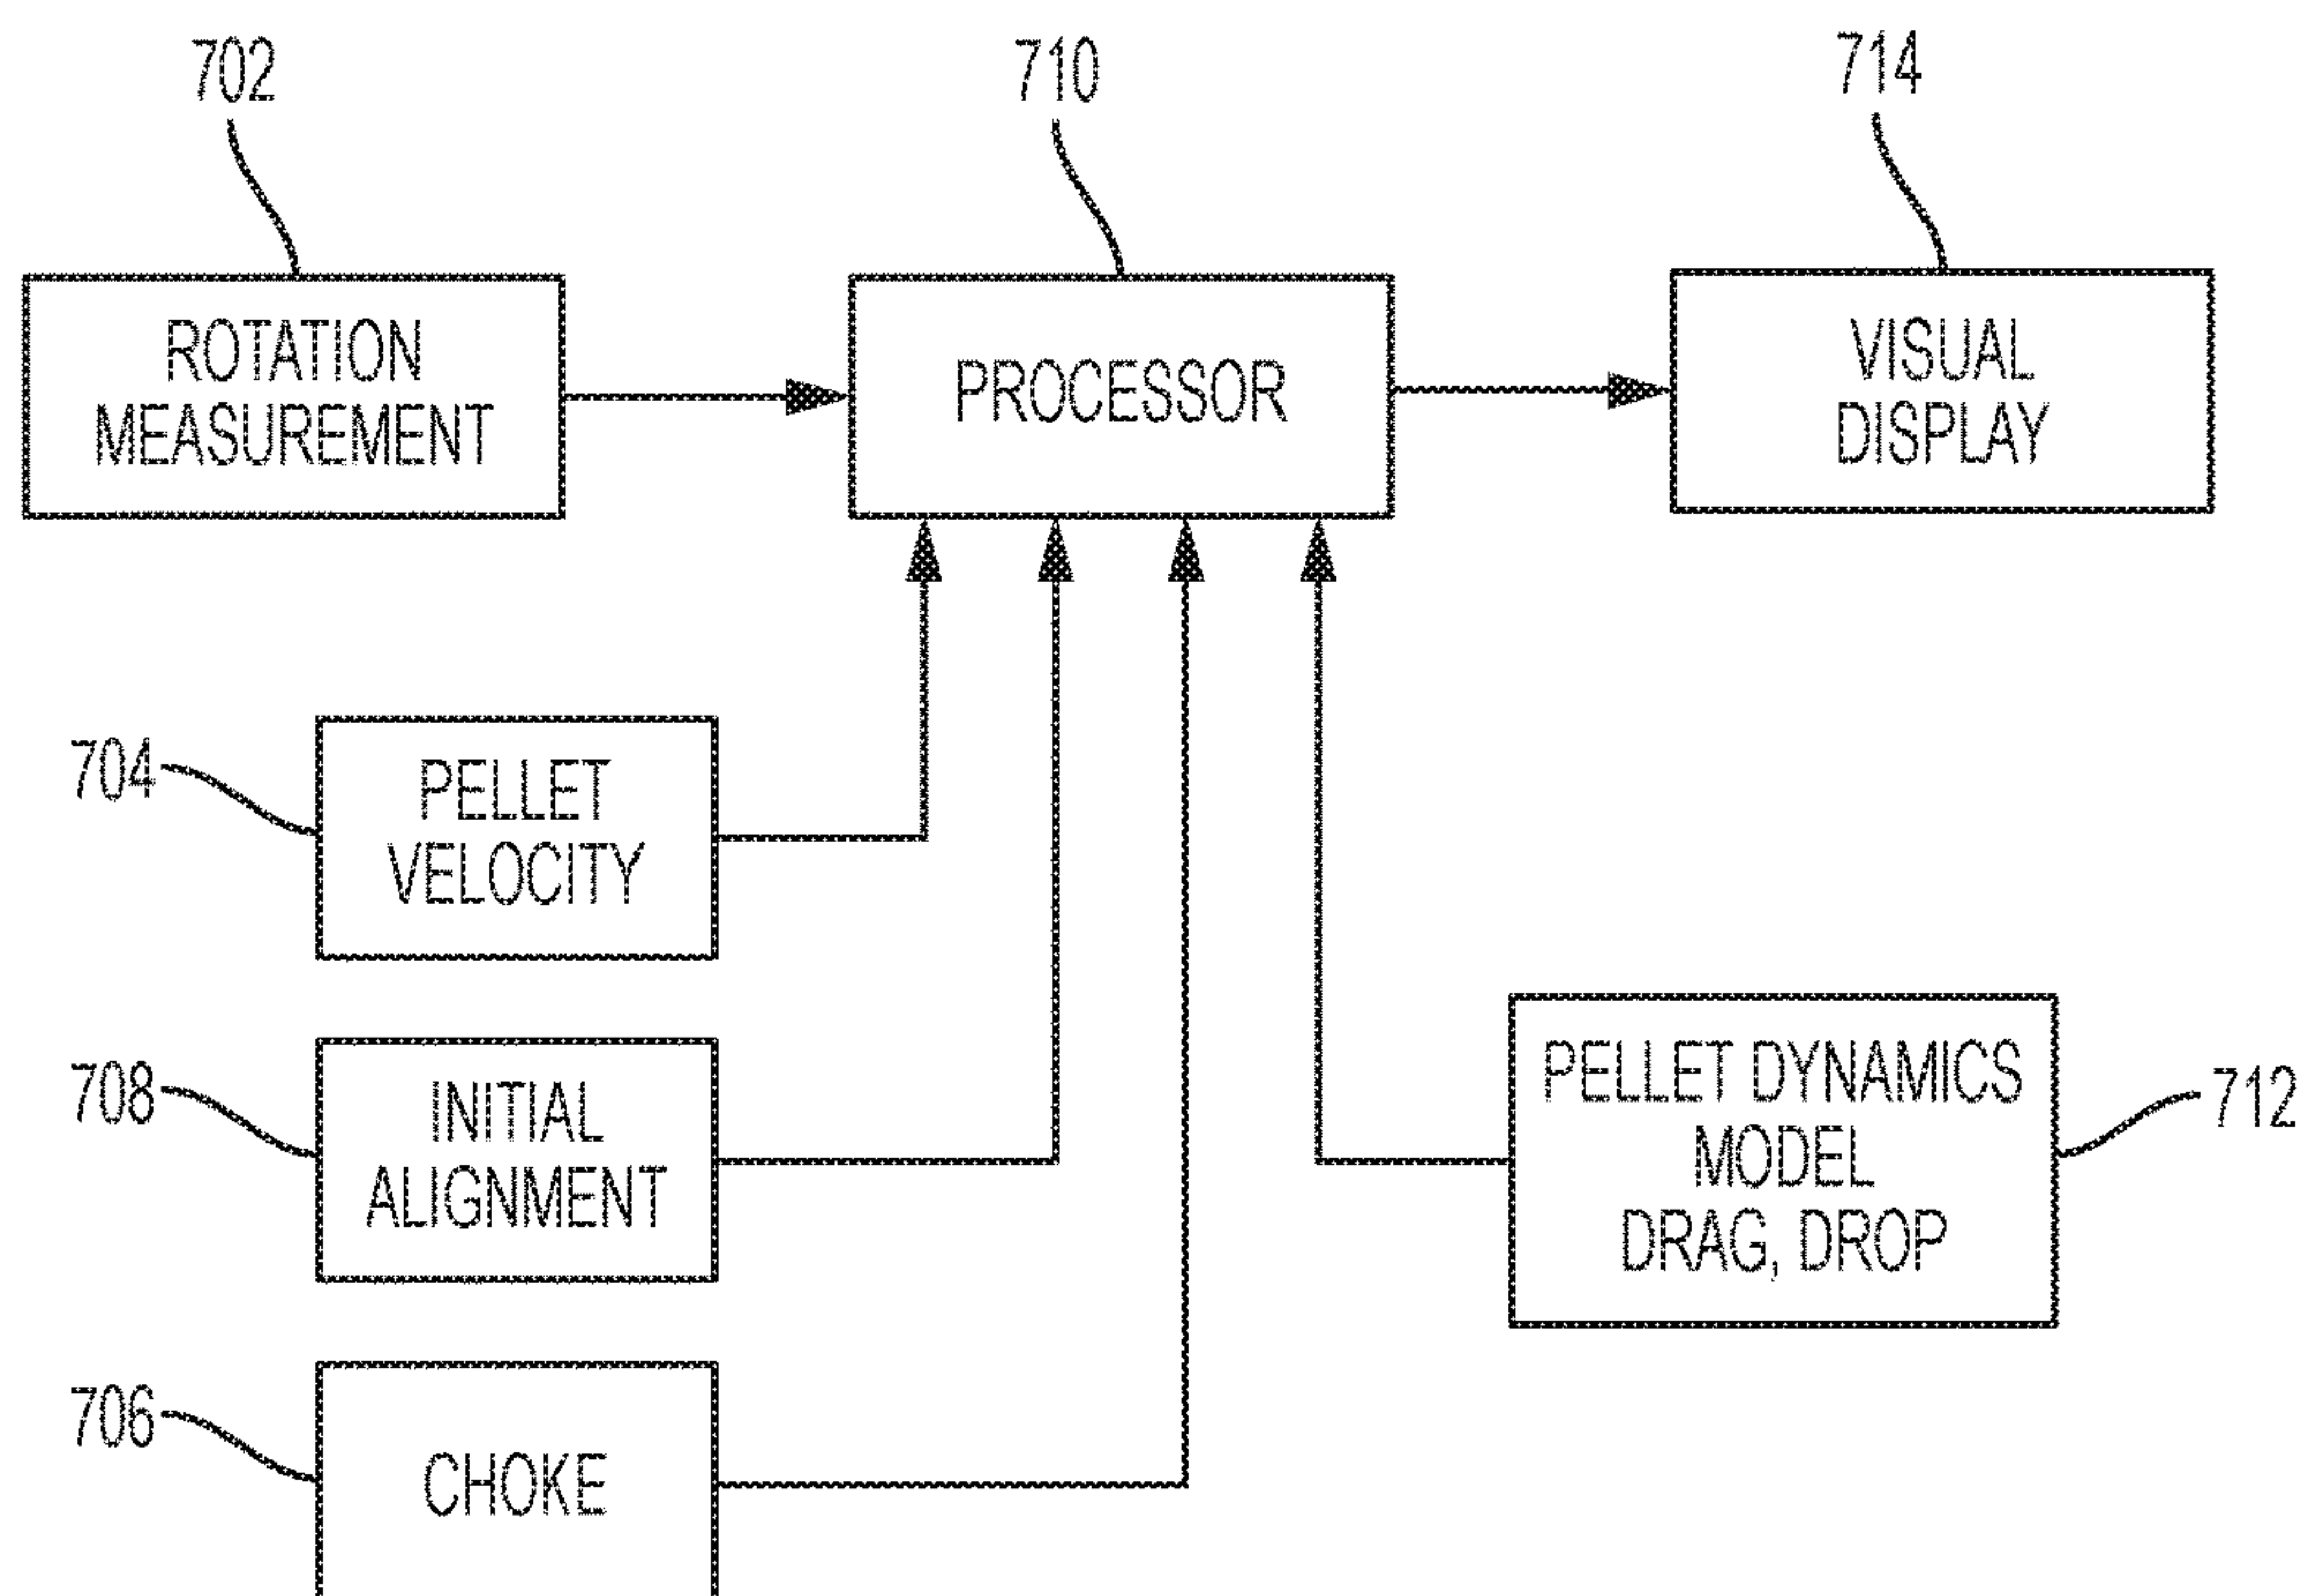 702
710
714
ROTATION
MEASUREMENT
PROCESSOR
VISUAL
DISPLAY
704
PELLET
VELOCITY
708
INITIAL
ALIGNMENT
PELLET DYNAMICS
MODEL
DRAG, DROP
712
706
CHOKE